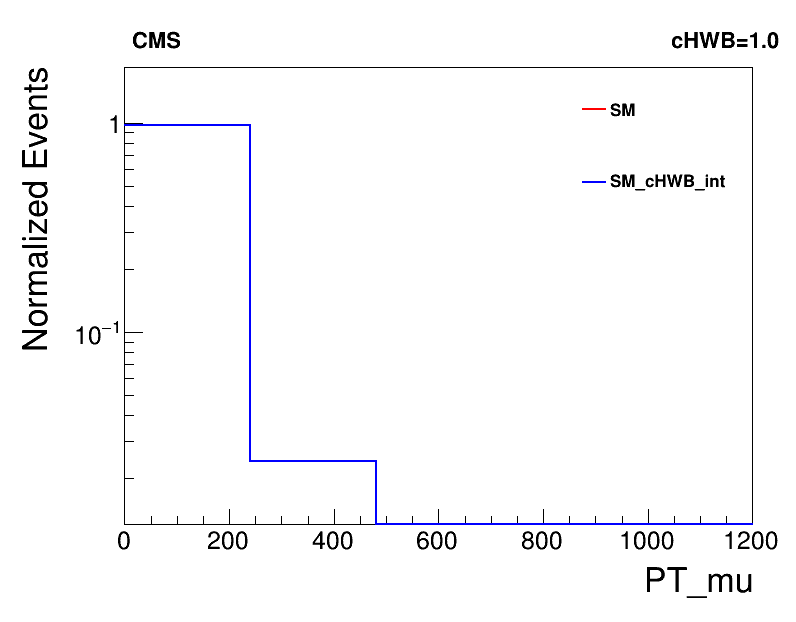 CMS
cHWB=1.0
Normalized Events
1
10⁻¹
SM
SM_cHWB_int
0 200 400 600 800 1000 1200
PT_mu